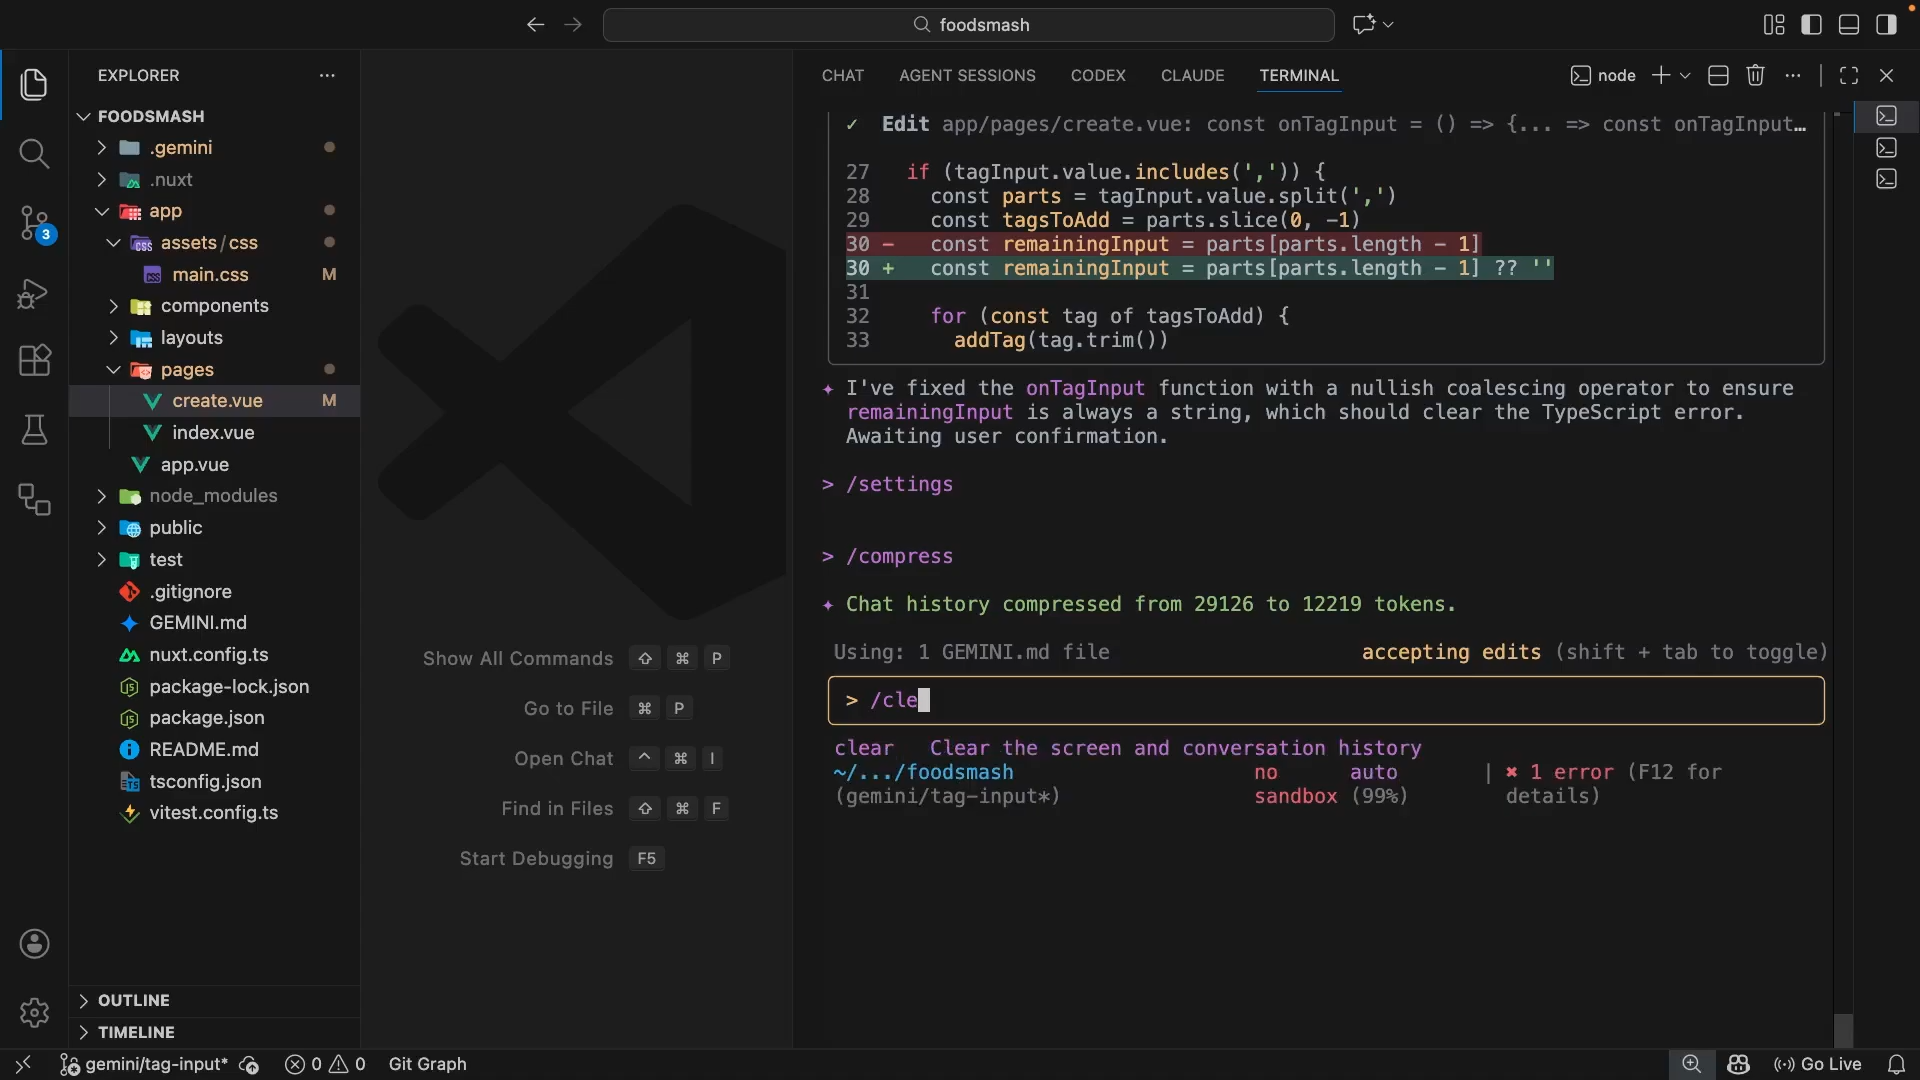 foodsmash
EXPLORER
FOODSMASH
.gemini
.nuxt
app
assets/css
main.css M
components
layouts
pages
create.vue M
index.vue
app.vue
node_modules
public
test
.gitignore
GEMINI.md
nuxt.config.ts
package-lock.json
package.json
README.md
tsconfig.json
vitest.config.ts
OUTLINE
TIMELINE
3
Show All Commands ⇧ ⌘ P
Go to File ⌘ P
Open Chat ^ ⌘ I
Find in Files ⇧ ⌘ F
Start Debugging F5
CHAT AGENT SESSIONS CODEX CLAUDE TERMINAL
node
✓ Edit app/pages/create.vue: const onTagInput = () => {... => const onTagInput…
27 if (tagInput.value.includes(',')) {
28 const parts = tagInput.value.split(',')
29 const tagsToAdd = parts.slice(0, -1)
30 - const remainingInput = parts[parts.length - 1]
30 + const remainingInput = parts[parts.length - 1] ?? ''
31
32 for (const tag of tagsToAdd) {
33 addTag(tag.trim())
✦ I've fixed the onTagInput function with a nullish coalescing operator to ensure
remainingInput is always a string, which should clear the TypeScript error.
Awaiting user confirmation.
> /settings
> /compress
✦ Chat history compressed from 29126 to 12219 tokens.
Using: 1 GEMINI.md file accepting edits (shift + tab to toggle)
> /cle
clear Clear the screen and conversation history
~/.../foodsmash no auto | ✖ 1 error (F12 for
(gemini/tag-input*) sandbox (99%) details)
gemini/tag-input* 0 0 Git Graph Go Live